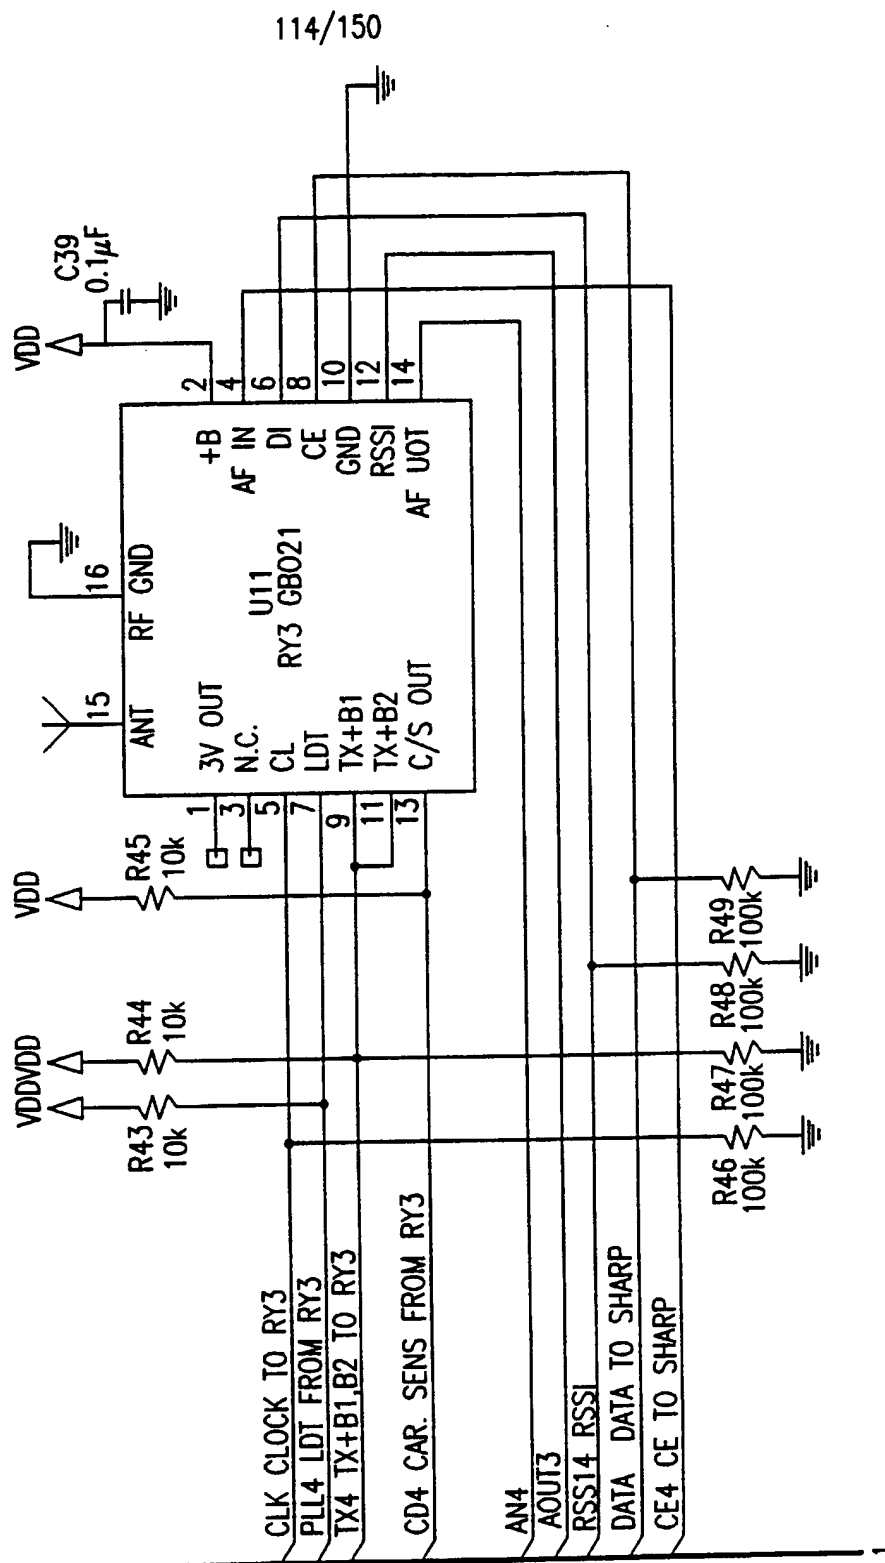 114/150
VDD
C39
0.1µF
2
4
6
8
10
12
14
+B
AF IN
DI
CE
GND
RSSI
AF UOT
16
RF GND
U11
RY3 GB021
15
ANT
3V OUT
N.C.
CL
LDT
TX+B1
TX+B2
C/S OUT
1
3
5
7
9
11
13
VDD
R45
10k
VDDVDD
R44
10k
R43
10k
R49
100k
R48
100k
R47
100k
R46
100k
CLK CLOCK TO RY3
PLL4 LDT FROM RY3
TX4 TX+B1,B2 TO RY3
CD4 CAR. SENS FROM RY3
AN4
AOUT3
RSS14 RSSI
DATA DATA TO SHARP
CE4 CE TO SHARP
1